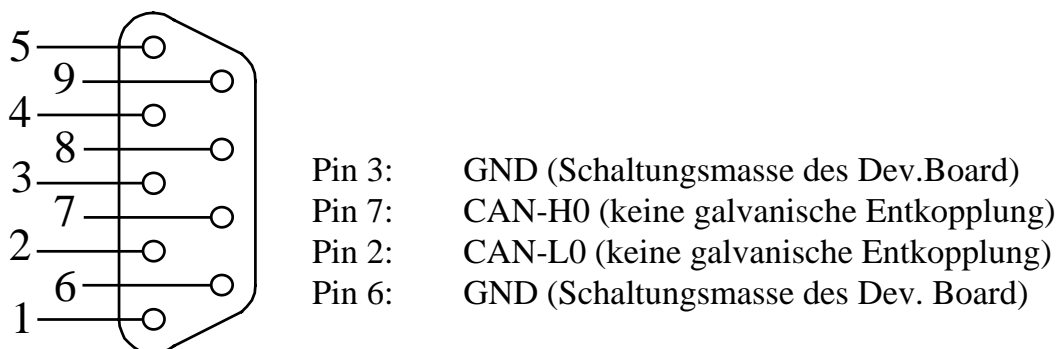 5
9
4
8
3
7
2
6
1
Pin 3: GND (Schaltungsmasse des Dev.Board)
Pin 7: CAN-H0 (keine galvanische Entkopplung)
Pin 2: CAN-L0 (keine galvanische Entkopplung)
Pin 6: GND (Schaltungsmasse des Dev. Board)